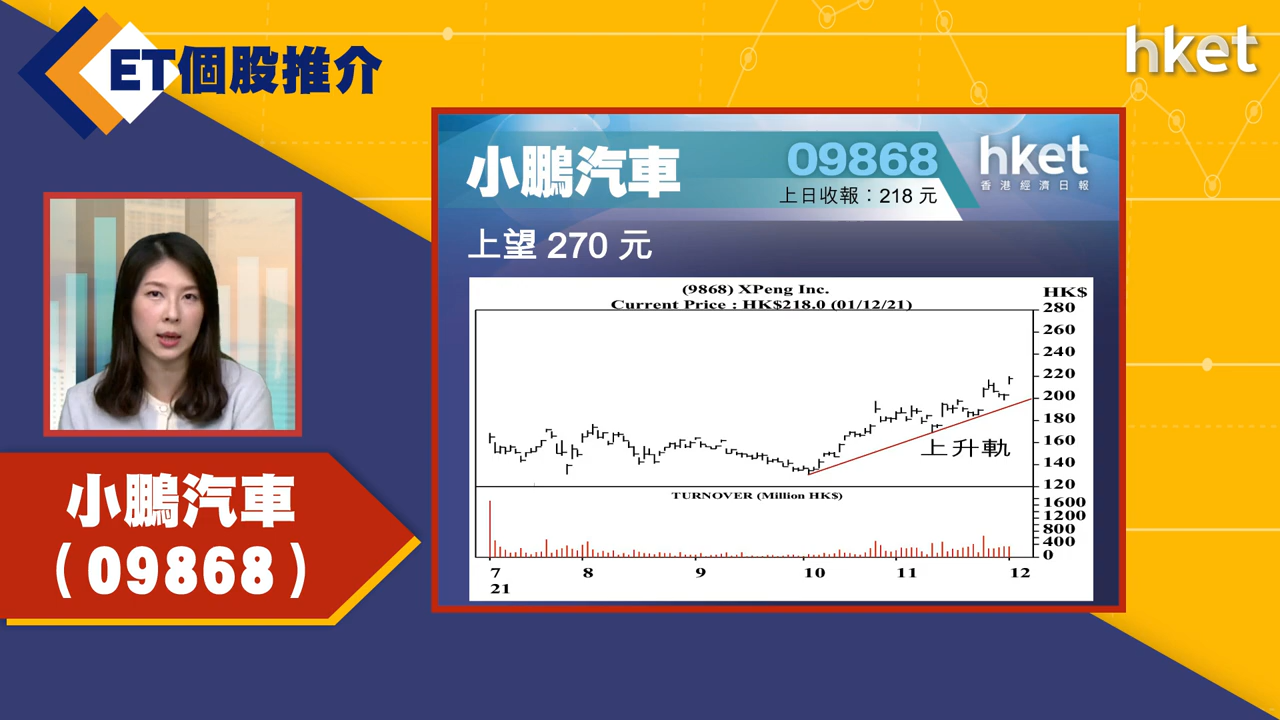 ET個股推介
hket
小鵬汽車
09868
hket
香港經濟日報
上日收報：218 元
上望 270 元
(9868) XPeng Inc.
Current Price : HK$218.0 (01/12/21)
HK$
280
260
240
220
200
180
160
140
120
上升軌
TURNOVER (Million HK$)
1600
1200
800
400
0
7 8 9 10 11 12
21
小鵬汽車
（09868）